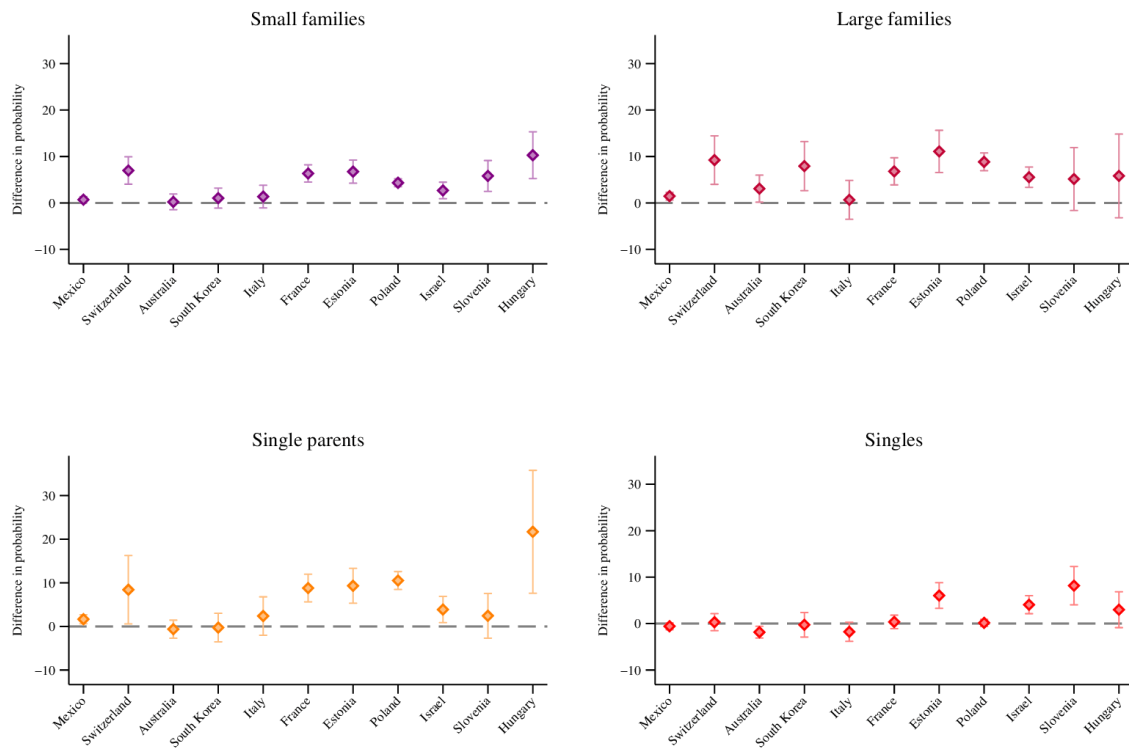 Small families
Difference in probability
30
20
10
0
−10
Mexico
Switzerland
Australia
South Korea
Italy
France
Estonia
Poland
Israel
Slovenia
Hungary
Large families
Difference in probability
30
20
10
0
−10
Mexico
Switzerland
Australia
South Korea
Italy
France
Estonia
Poland
Israel
Slovenia
Hungary
Single parents
Difference in probability
30
20
10
0
−10
Mexico
Switzerland
Australia
South Korea
Italy
France
Estonia
Poland
Israel
Slovenia
Hungary
Singles
Difference in probability
30
20
10
0
−10
Mexico
Switzerland
Australia
South Korea
Italy
France
Estonia
Poland
Israel
Slovenia
Hungary